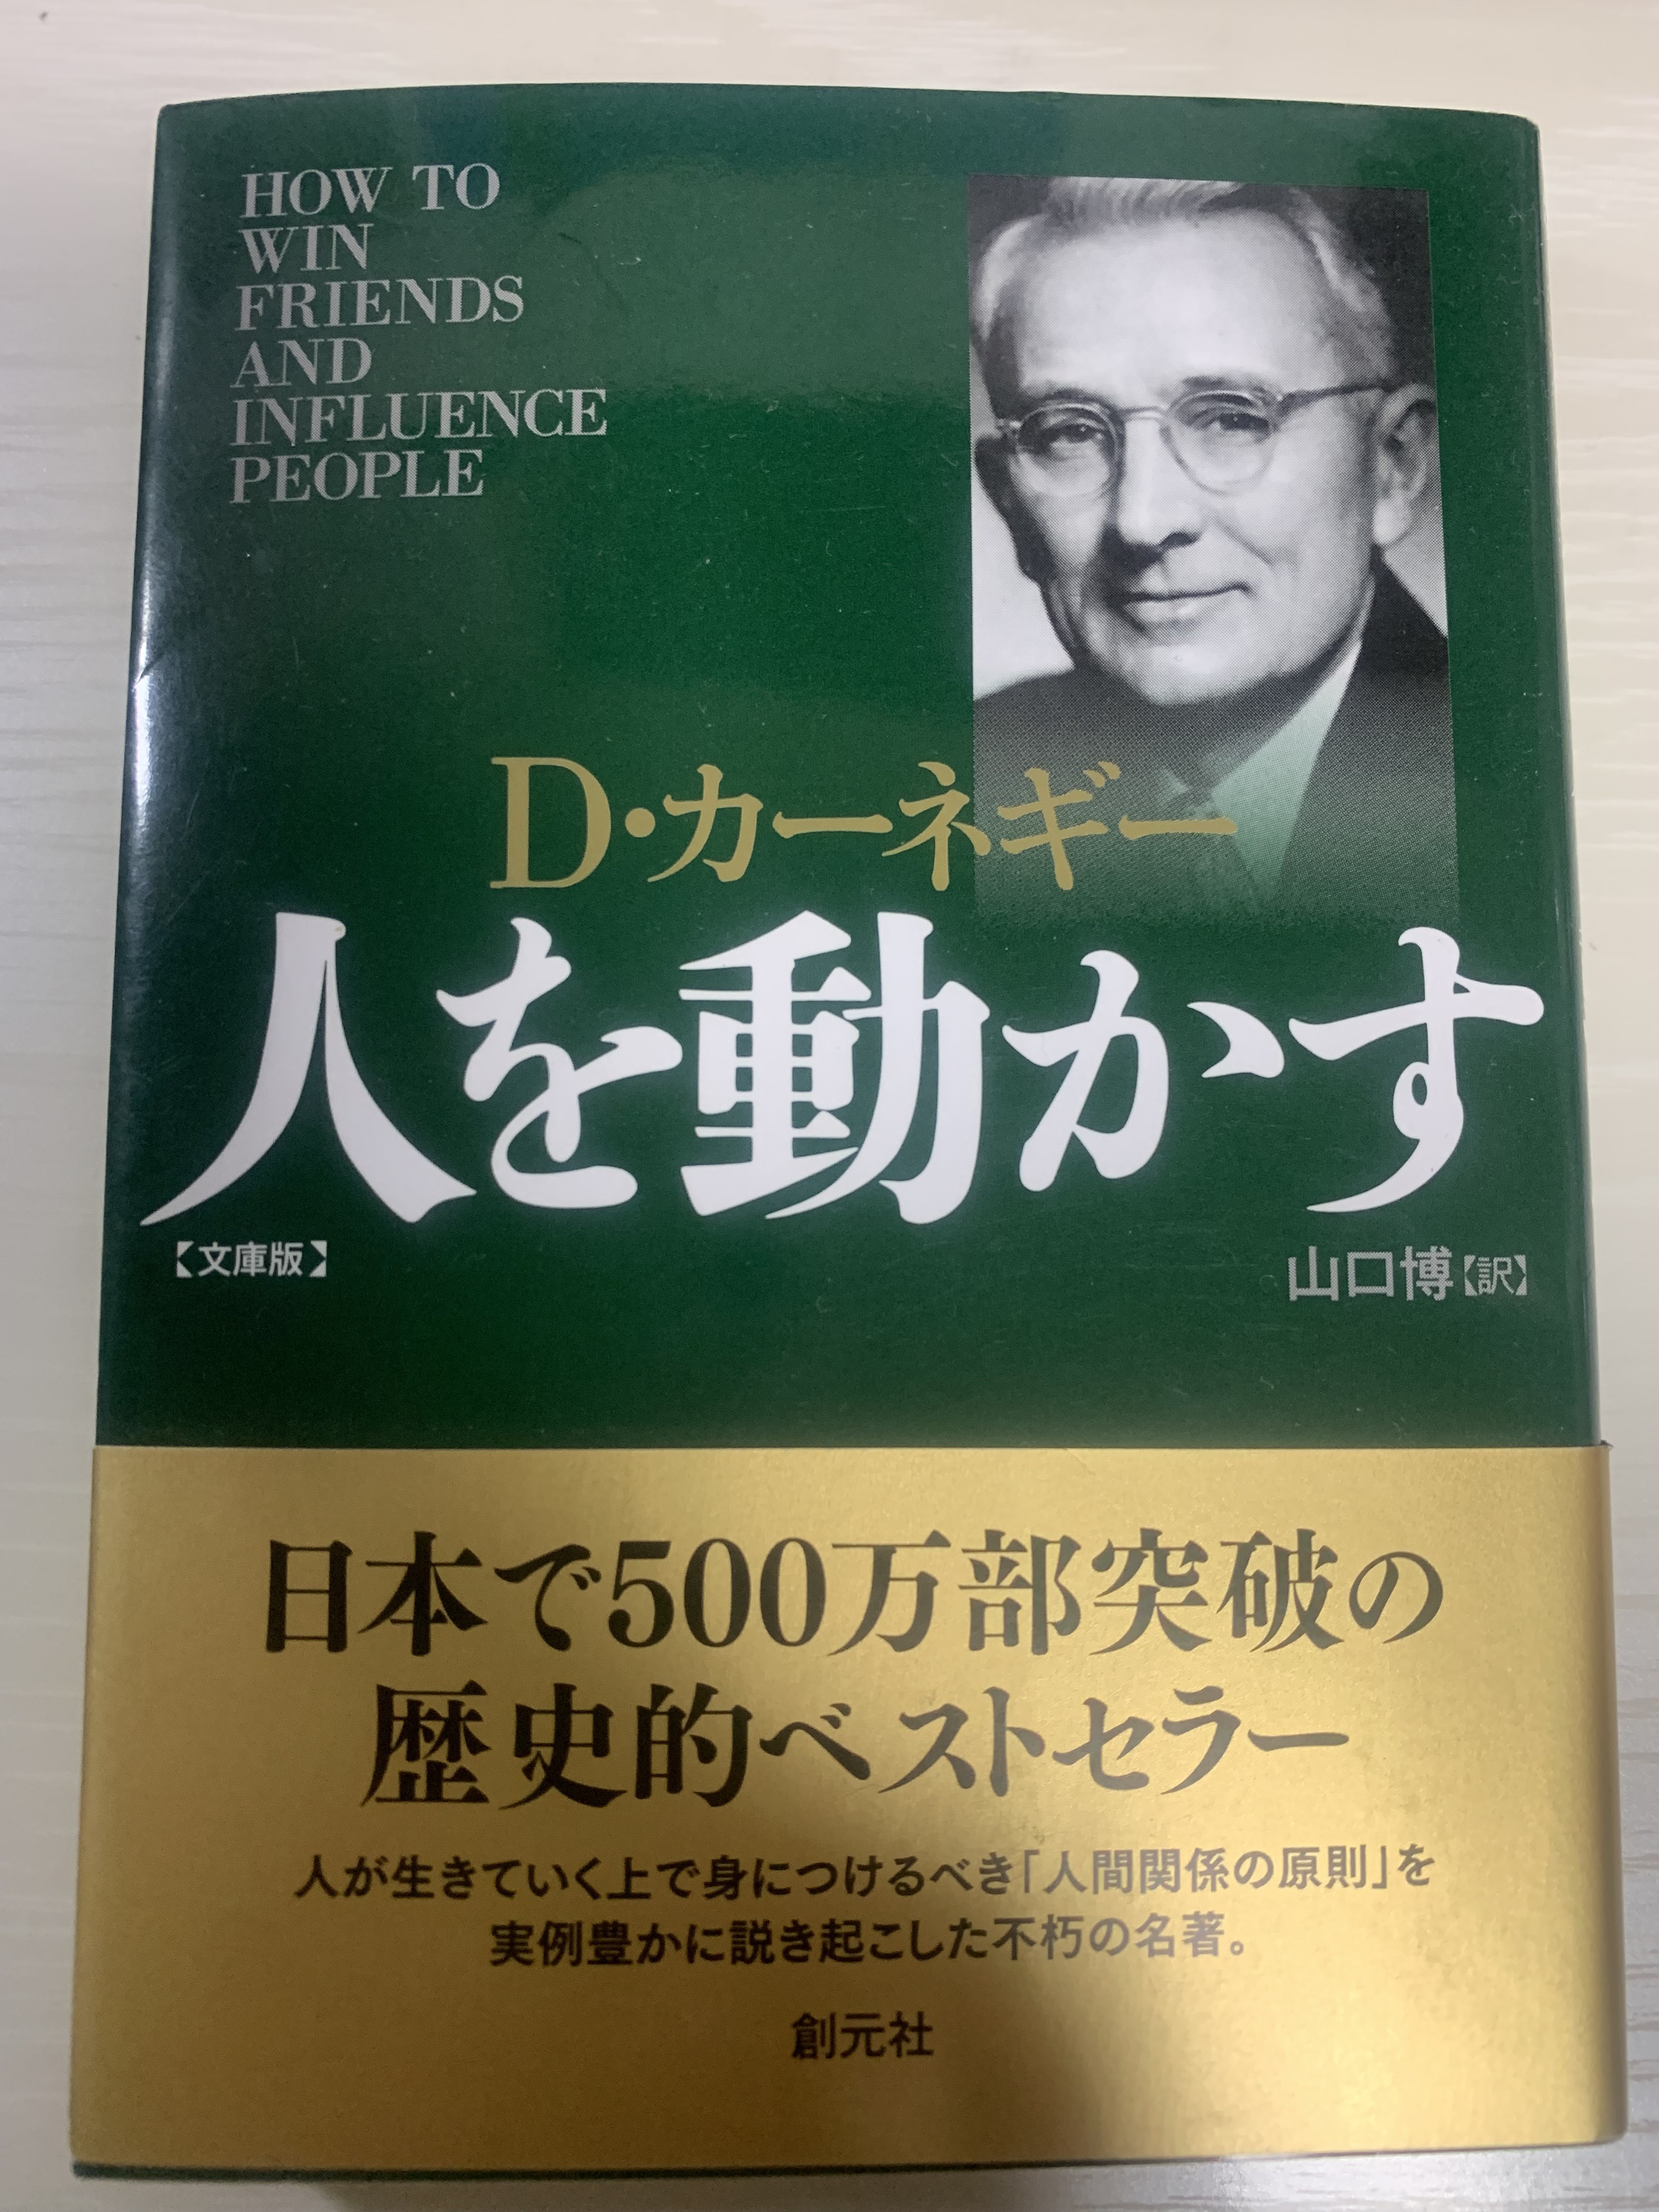 HOW TO
WIN
FRIENDS
AND
INFLUENCE
PEOPLE
D・カーネギー
人を動かす
【文庫版】
山口博【訳】
日本で500万部突破の
歴史的ベストセラー
人が生きていく上で身につけるべき「人間関係の原則」を
実例豊かに説き起こした不朽の名著。
創元社